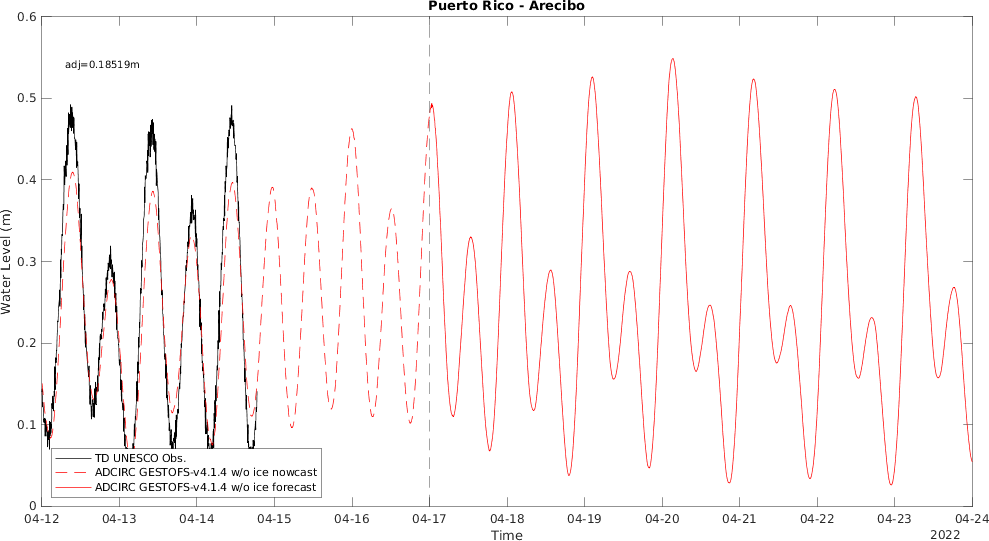 Puerto Rico - Arecibo
adj=0.18519m
Water Level (m)
0.6
0.5
0.4
0.3
0.2
0.1
0
TD UNESCO Obs.
ADCIRC GESTOFS-v4.1.4 w/o ice nowcast
ADCIRC GESTOFS-v4.1.4 w/o ice forecast
04-12 04-13 04-14 04-15 04-16 04-17 04-18 04-19 04-20 04-21 04-22 04-23 04-24
Time
2022